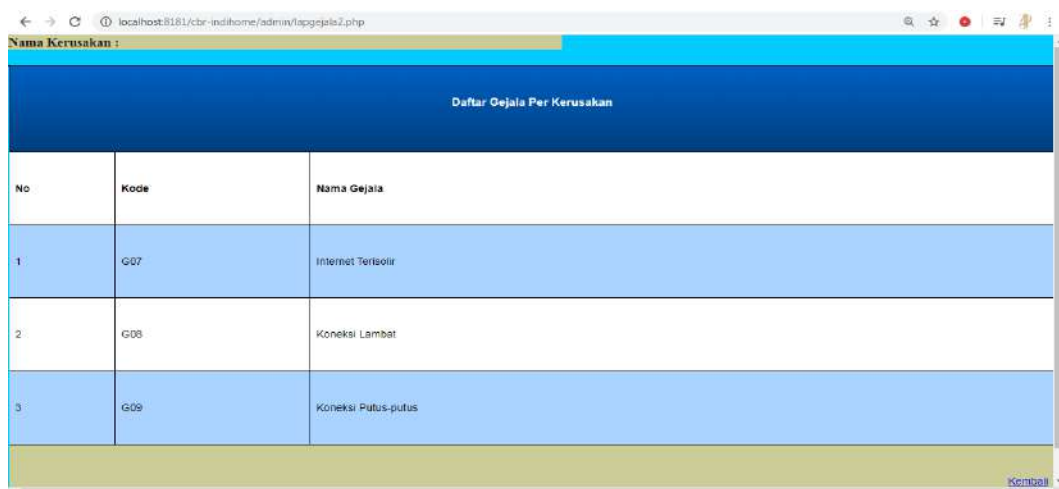 localhost:8181/cbr-indihome/admin/lapgejala2.php
Nama Kerusakan :
Daftar Gejala Per Kerusakan
No Kode Nama Gejala
1 G07 Internet Terisolir
2 G08 Koneksi Lambat
3 G09 Koneksi Putus-putus
Kembali